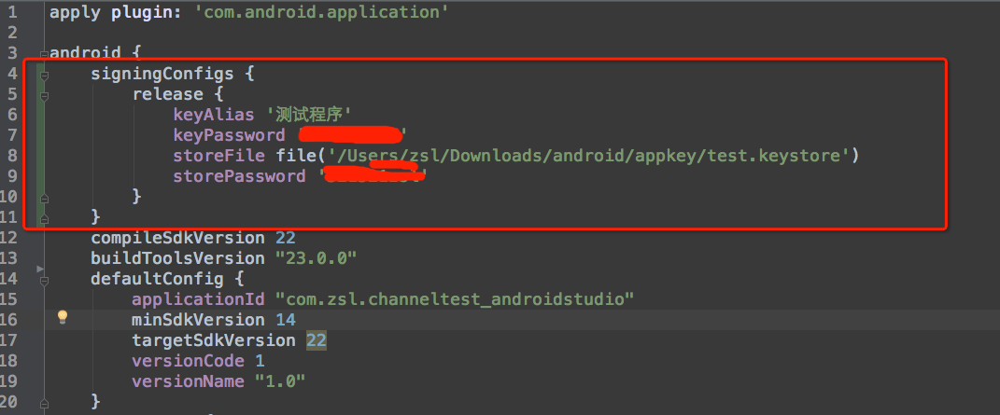 1 apply plugin: 'com.android.application'
2
3 android {
4 signingConfigs {
5 release {
6 keyAlias '测试程序'
7 keyPassword '
8 storeFile file('/Users/zsl/Downloads/android/appkey/test.keystore')
9 storePassword '
10 }
11 }
12 compileSdkVersion 22
13 buildToolsVersion "23.0.0"
14 defaultConfig {
15 applicationId "com.zsl.channeltest_androidstudio"
16 minSdkVersion 14
17 targetSdkVersion 22
18 versionCode 1
19 versionName "1.0"
20 }